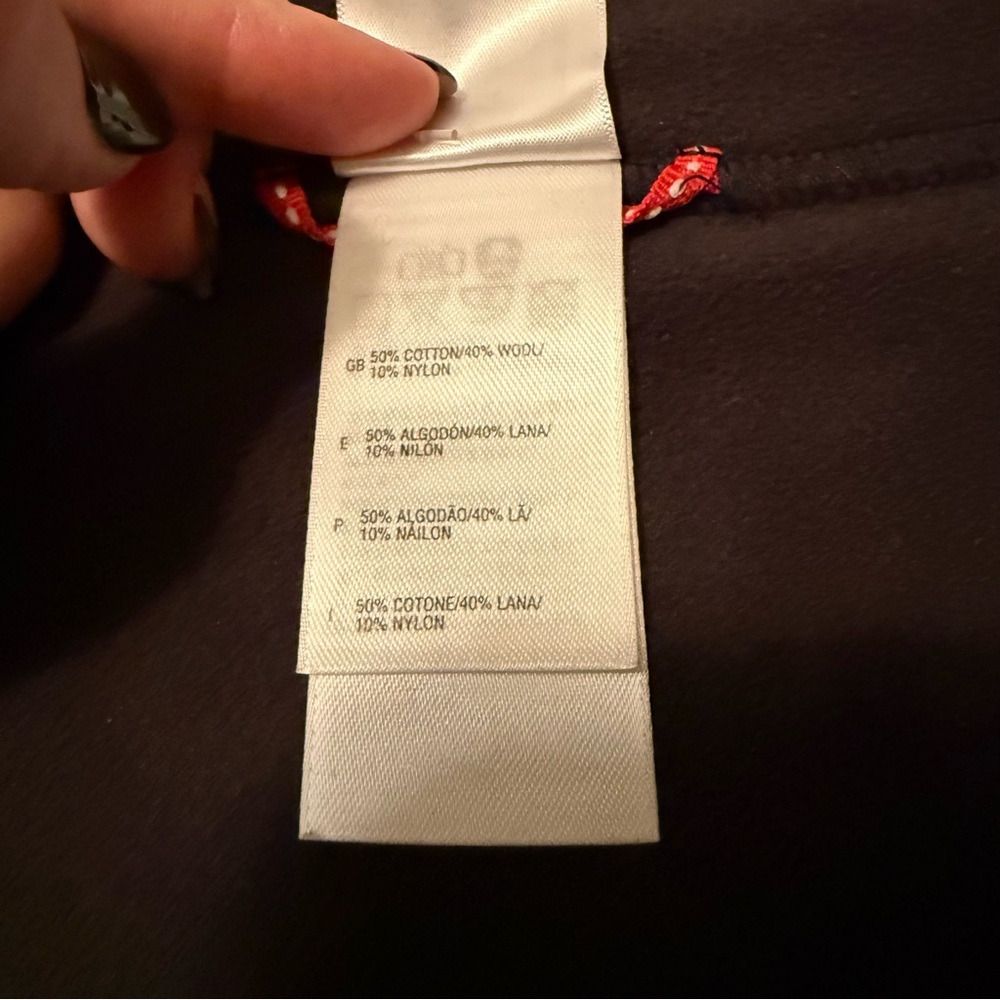 GB 50% COTTON/40% WOOL/
10% NYLON
E 50% ALGODÓN/40% LANA/
10% NILÓN
P 50% ALGODÃO/40% LÃ/
10% NÁILON
I 50% COTONE/40% LANA/
10% NYLON